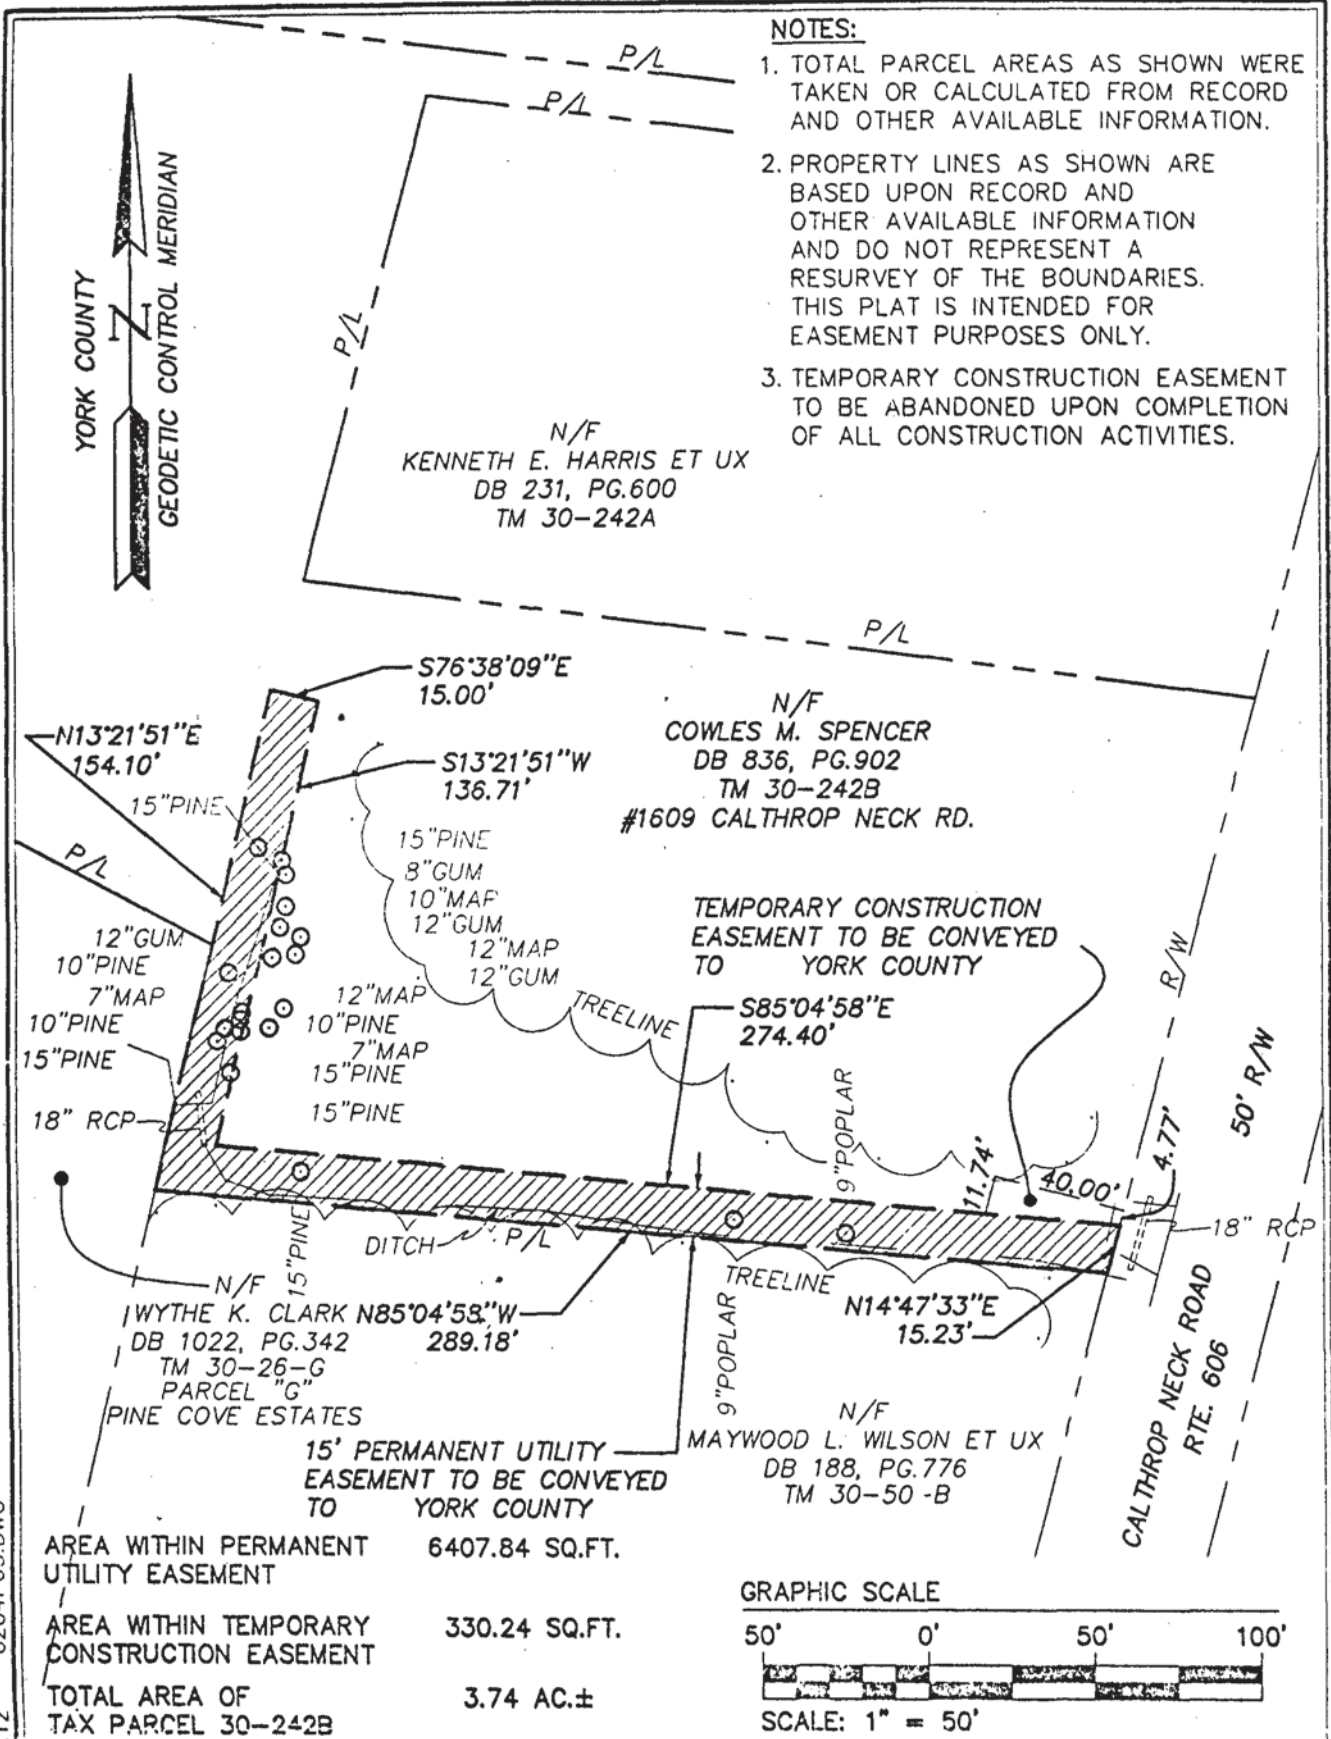 NOTES:
1. TOTAL PARCEL AREAS AS SHOWN WERE
TAKEN OR CALCULATED FROM RECORD
AND OTHER AVAILABLE INFORMATION.
2. PROPERTY LINES AS SHOWN ARE
BASED UPON RECORD AND
OTHER AVAILABLE INFORMATION
AND DO NOT REPRESENT A
RESURVEY OF THE BOUNDARIES.
THIS PLAT IS INTENDED FOR
EASEMENT PURPOSES ONLY.
3. TEMPORARY CONSTRUCTION EASEMENT
TO BE ABANDONED UPON COMPLETION
OF ALL CONSTRUCTION ACTIVITIES.
P/L
P/L
P/L
YORK COUNTY
N
GEODETIC CONTROL MERIDIAN
N/F
KENNETH E. HARRIS ET UX
DB 231, PG.600
TM 30-242A
P/L
S76°38'09"E
15.00'
N13°21'51"E
154.10'
S13°21'51"W
136.71'
N/F
COWLES M. SPENCER
DB 836, PG.902
TM 30-242B
#1609 CALTHROP NECK RD.
15"PINE
P/L
15"PINE
8"GUM
10"MAP
12"GUM
12"MAP
12"GUM
12"GUM
10"PINE
7"MAP
10"PINE
15"PINE
18" RCP
12"MAP
10"PINE
7"MAP
15"PINE
15"PINE
TREELINE
TEMPORARY CONSTRUCTION
EASEMENT TO BE CONVEYED
TO YORK COUNTY
S85°04'58"E
274.40'
R/W
50' R/W
9"POPLAR
11.74'
40.00'
4.77'
18" RCP
DITCH
P/L
15"PINE
TREELINE
N14°47'33"E
15.23'
N/F
WYTHE K. CLARK
DB 1022, PG.342
TM 30-26-G
PARCEL "G"
PINE COVE ESTATES
N85°04'58"W
289.18'
9"POPLAR
CALTHROP NECK ROAD
RTE. 606
N/F
MAYWOOD L. WILSON ET UX
DB 188, PG.776
TM 30-50-B
15' PERMANENT UTILITY
EASEMENT TO BE CONVEYED
TO YORK COUNTY
AREA WITHIN PERMANENT 6407.84 SQ.FT.
UTILITY EASEMENT
AREA WITHIN TEMPORARY 330.24 SQ.FT.
CONSTRUCTION EASEMENT
TOTAL AREA OF 3.74 AC.±
TAX PARCEL 30-242B
GRAPHIC SCALE
50' 0' 50' 100'
SCALE: 1" = 50'